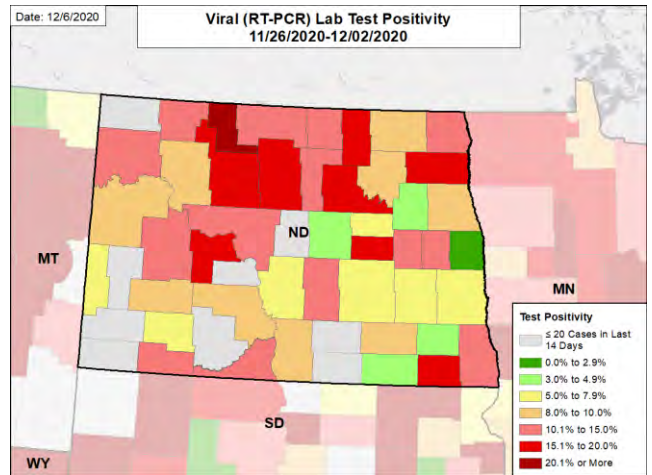 Date: 12/6/2020
Viral (RT-PCR) Lab Test Positivity
11/26/2020-12/02/2020
ND
MT
MN
SD
WY
Test Positivity
≤ 20 Cases in Last
14 Days
0.0% to 2.9%
3.0% to 4.9%
5.0% to 7.9%
8.0% to 10.0%
10.1% to 15.0%
15.1% to 20.0%
20.1% or More